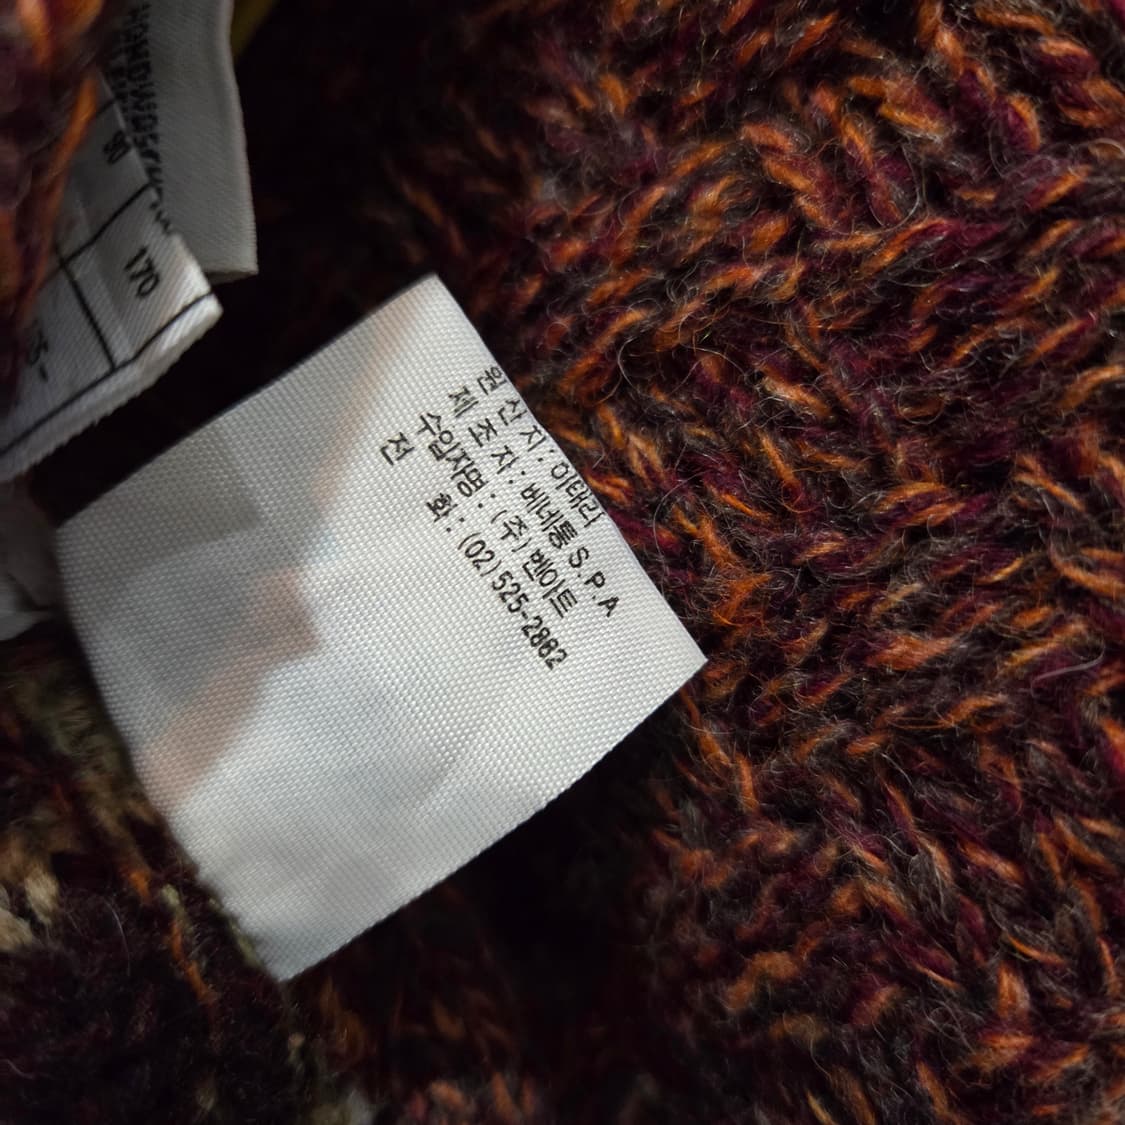 원 산 지 : 이태리
제 조 자 : 베네통 S.P.A
수입자명 : (주) 벤이트
전 화 : (02)525-2882
170